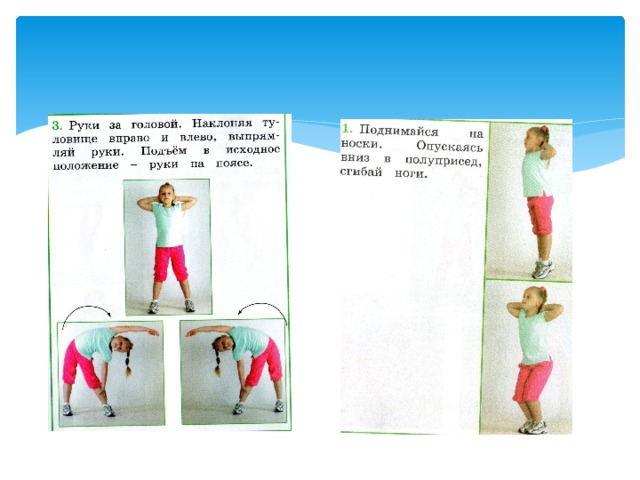 3. Руки за головой. Наклоняя ту-
ловище вправо и влево, выпрям-
ляй руки. Подъём в исходное
положение – руки на поясе.
1. Поднимайся на
носки. Опускаясь
вниз в полуприсед,
сгибай ноги.